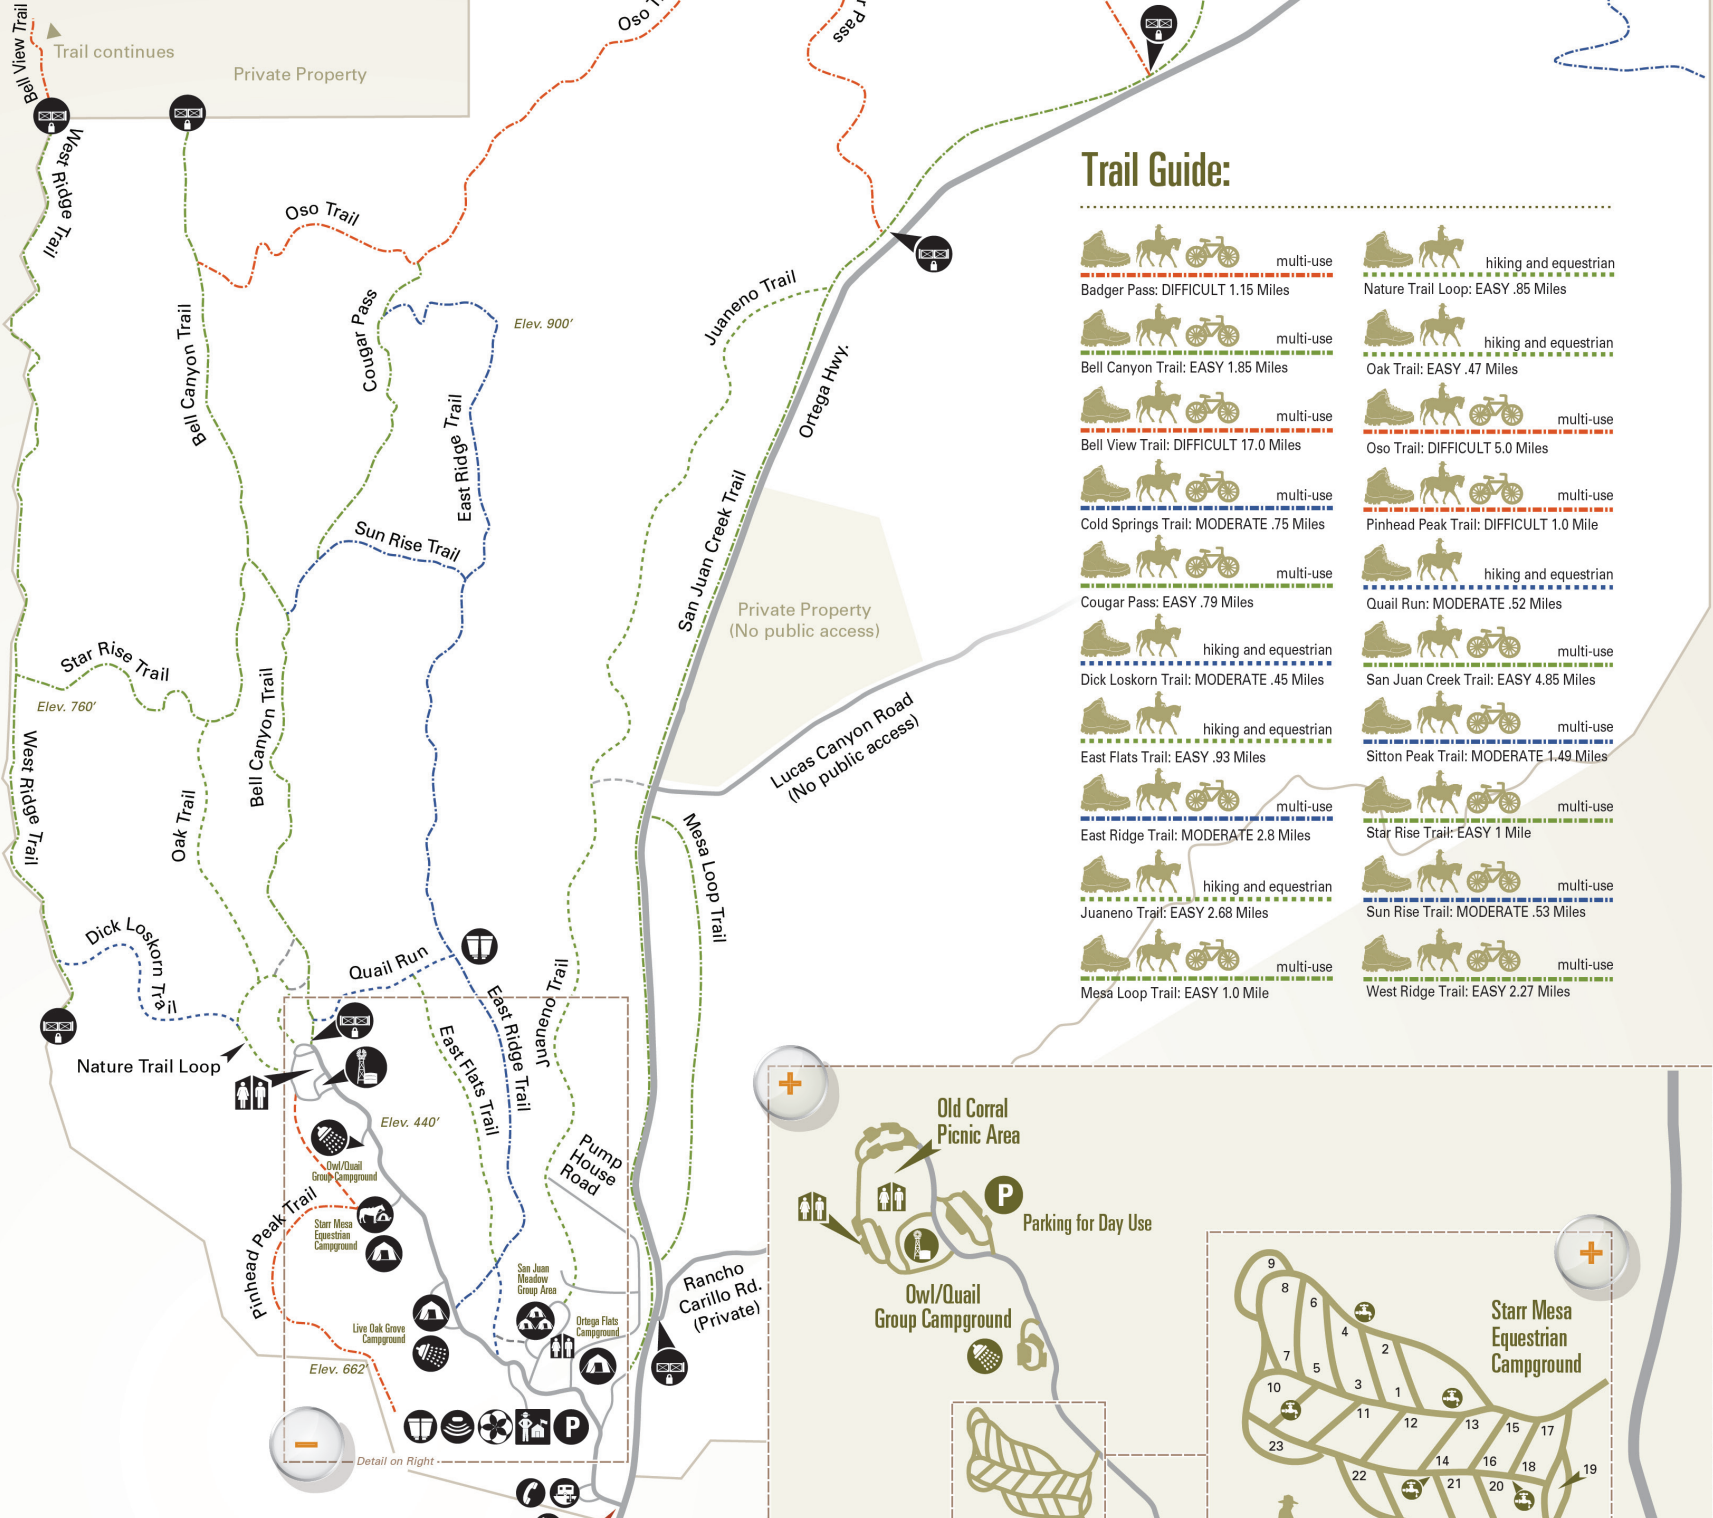 Bell View Trail
Trail continues
Private Property
Oso
r Pass
West Ridge Trail
Oso Trail
Bell Canyon Trail
Cougar Pass
Elev. 900'
East Ridge Trail
Sun Rise Trail
Juaneno Trail
Ortega Hwy.
San Juan Creek Trail
Private Property
(No public access)
Star Rise Trail
Elev. 760'
West Ridge Trail
Bell Canyon Trail
Oak Trail
Lucas Canyon Road
(No public access)
Mesa Loop Trail
Dick Loskorn Trail
Quail Run
Juaneno Trail
East Ridge Trail
East Flats Trail
Nature Trail Loop
Elev. 440'
Owl/Quail
Group Campground
Pump
House
Road
Pinhead Peak Trail
Starr Mesa
Equestrian
Campground
San Juan
Meadow
Group Area
Rancho
Carillo Rd.
(Private)
Live Oak Grove
Campground
Ortega Flats
Campground
Elev. 662'
P
Detail on Right
Trail Guide:
multi-use
Badger Pass: DIFFICULT 1.15 Miles
multi-use
Bell Canyon Trail: EASY 1.85 Miles
multi-use
Bell View Trail: DIFFICULT 17.0 Miles
multi-use
Cold Springs Trail: MODERATE .75 Miles
multi-use
Cougar Pass: EASY .79 Miles
hiking and equestrian
Dick Loskorn Trail: MODERATE .45 Miles
hiking and equestrian
East Flats Trail: EASY .93 Miles
multi-use
East Ridge Trail: MODERATE 2.8 Miles
hiking and equestrian
Juaneno Trail: EASY 2.68 Miles
multi-use
Mesa Loop Trail: EASY 1.0 Mile
hiking and equestrian
Nature Trail Loop: EASY .85 Miles
hiking and equestrian
Oak Trail: EASY .47 Miles
multi-use
Oso Trail: DIFFICULT 5.0 Miles
multi-use
Pinhead Peak Trail: DIFFICULT 1.0 Mile
hiking and equestrian
Quail Run: MODERATE .52 Miles
multi-use
San Juan Creek Trail: EASY 4.85 Miles
multi-use
Sitton Peak Trail: MODERATE 1.49 Miles
multi-use
Star Rise Trail: EASY 1 Mile
multi-use
Sun Rise Trail: MODERATE .53 Miles
multi-use
West Ridge Trail: EASY 2.27 Miles
Old Corral
Picnic Area
P
Parking for Day Use
Owl/Quail
Group Campground
Starr Mesa
Equestrian
Campground
9
8
6
4
2
7
5
3
1
10
11
12
13
15
17
23
14
16
18
19
22
21
20